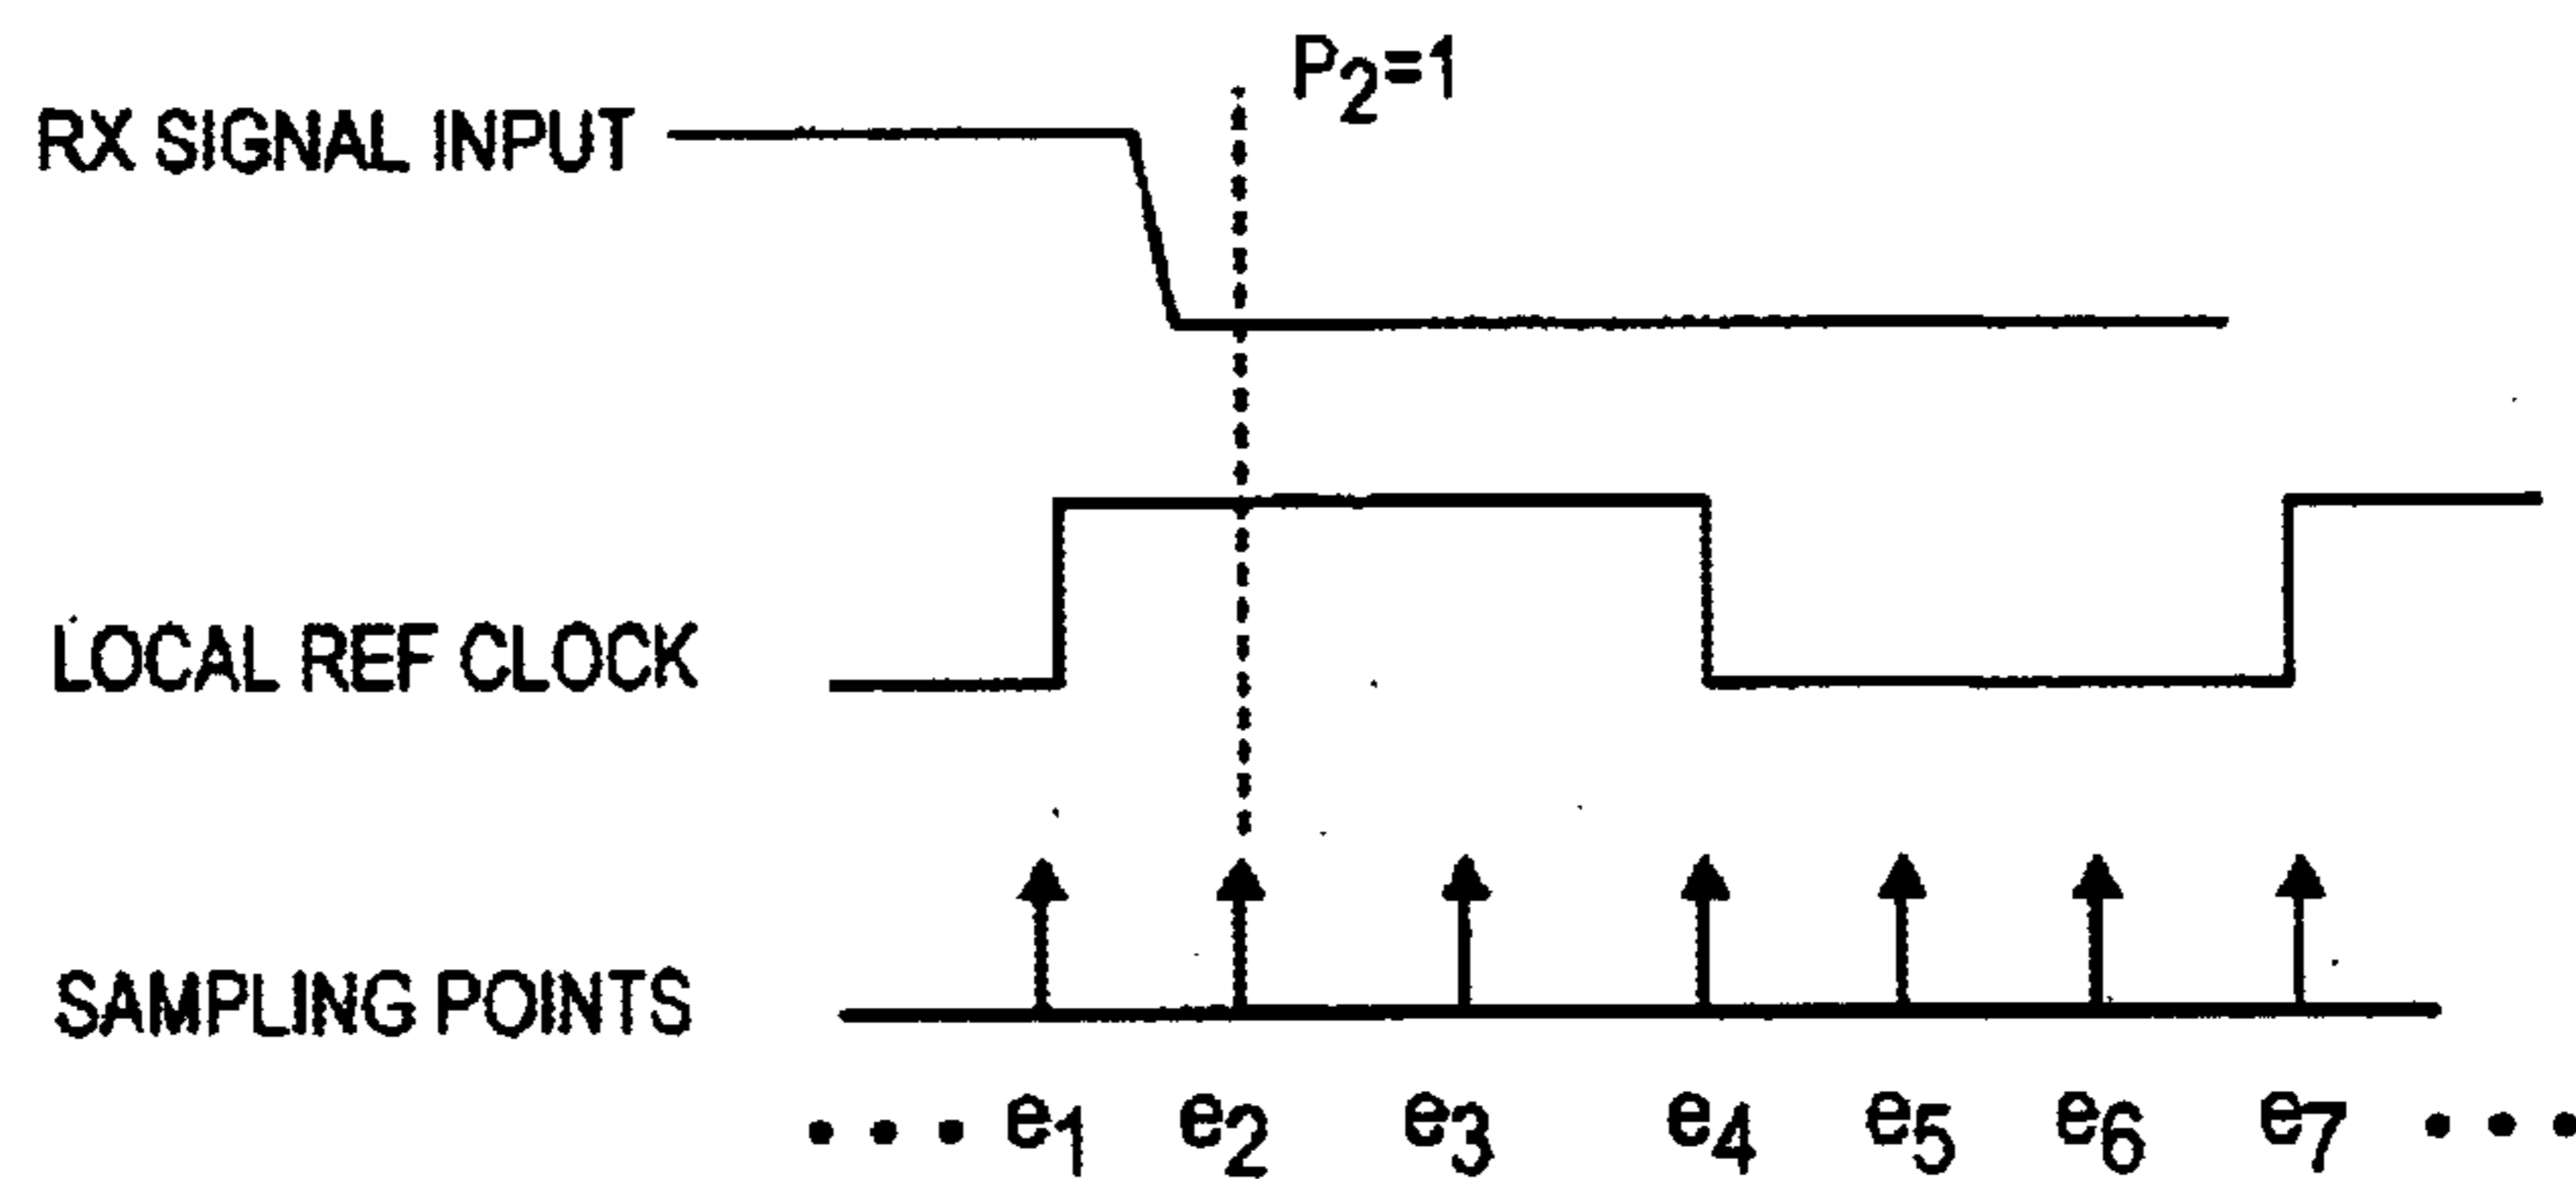 P2=1
RX SIGNAL INPUT
LOCAL REF CLOCK
SAMPLING POINTS
... e1 e2 e3 e4 e5 e6 e7 ...